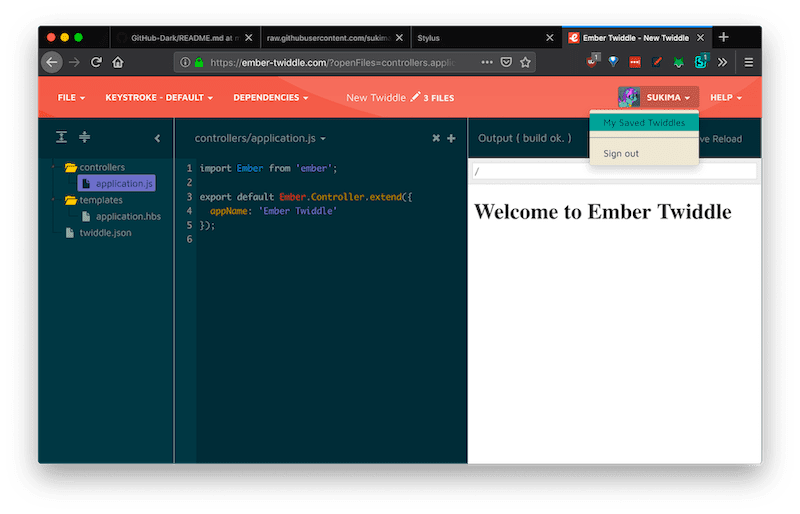 GitHub-Dark/README.md at m
raw.githubusercontent.com/sukima
Stylus
Ember Twiddle - New Twiddle
https://ember-twiddle.com/?openFiles=controllers.applic
FILE
KEYSTROKE - DEFAULT
DEPENDENCIES
New Twiddle
3 FILES
SUKIMA
HELP
My Saved Twiddles
Sign out
controllers
application.js
templates
application.hbs
twiddle.json
controllers/application.js
1 import Ember from 'ember';
2
3 export default Ember.Controller.extend({
4 appName: 'Ember Twiddle'
5 });
6
Output ( build ok. )
ve Reload
/
Welcome to Ember Twiddle